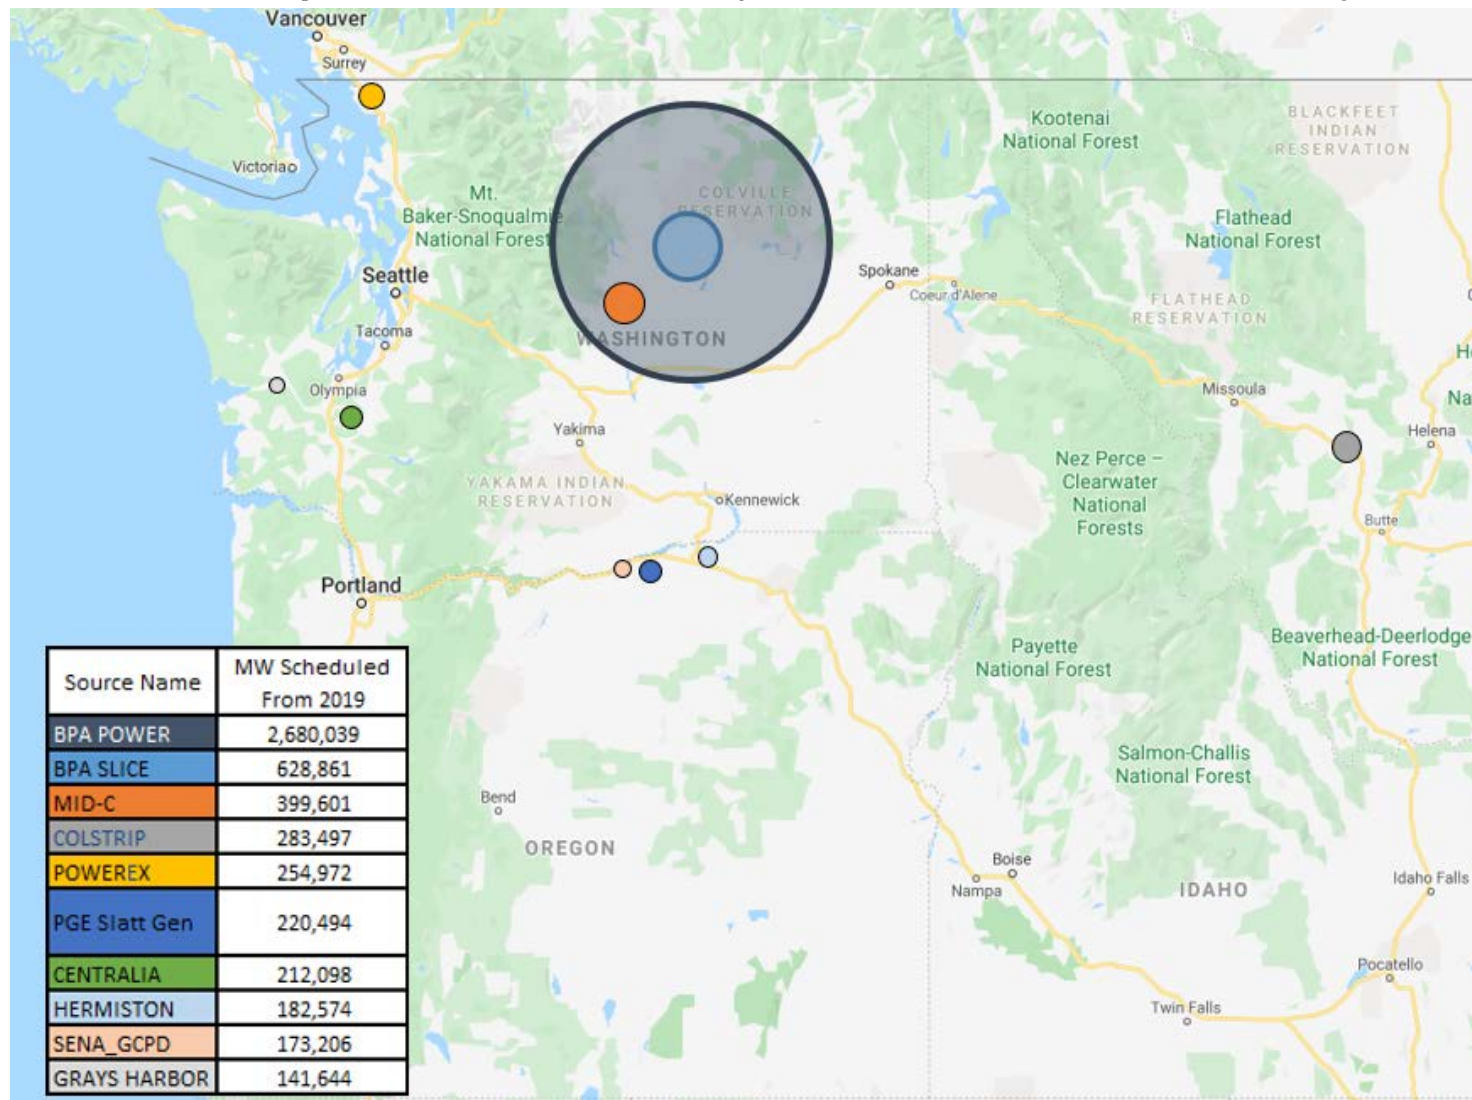 Vancouver
Surrey
Victoria
Mt.
Baker-Snoqualmie
National Forest
COLVILLE
RESERVATION
Kootenai
National Forest
BLACKFEET
INDIAN
RESERVATION
Flathead
National Forest
Seattle
Spokane
Coeur d'Alene
FLATHEAD
RESERVATION
Tacoma
WASHINGTON
Olympia
Missoula
Yakima
Helena
YAKAMA INDIAN
RESERVATION
Kennewick
Nez Perce –
Clearwater
National
Forests
Butte
Portland
Payette
National Forest
Beaverhead-Deerlodge
National Forest
Salmon-Challis
National Forest
Bend
OREGON
Boise
Nampa
IDAHO
Idaho Falls
Pocatello
Twin Falls
Source Name MW Scheduled
From 2019
BPA POWER 2,680,039
BPA SLICE 628,861
MID-C 399,601
COLSTRIP 283,497
POWEREX 254,972
PGE Slatt Gen 220,494
CENTRALIA 212,098
HERMISTON 182,574
SENA_GCPD 173,206
GRAYS HARBOR 141,644